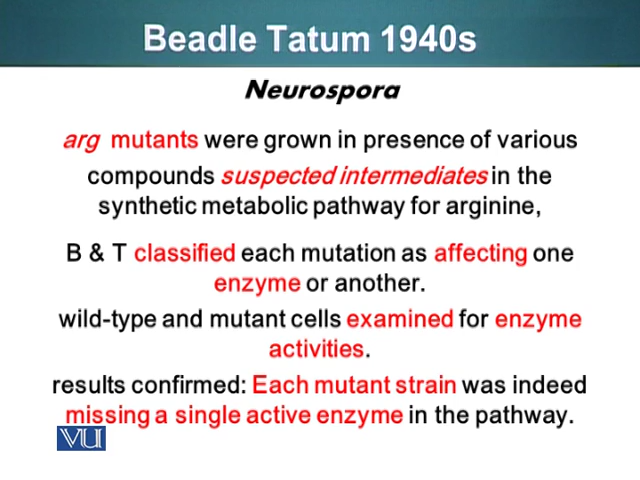 Beadle Tatum 1940s
Neurospora
arg mutants were grown in presence of various
compounds suspected intermediates in the
synthetic metabolic pathway for arginine,
B & T classified each mutation as affecting one
enzyme or another.
wild-type and mutant cells examined for enzyme
activities.
results confirmed: Each mutant strain was indeed
missing a single active enzyme in the pathway.
VU